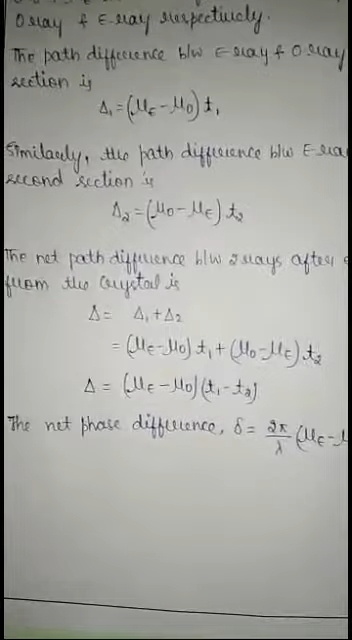 O ray & E-ray respectively.
The path difference b/w E-ray & O ray
section is
Δ₁ = (μE − μO) t₁
Similarly, the path difference b/w E-ray
second section is
Δ₂ = (μO − μE) t₂
The net path difference b/w 2 rays after
from the crystal is
Δ = Δ₁ + Δ₂
= (μE − μO) t₁ + (μO − μE) t₂
Δ = (μE − μO) (t₁ − t₂)
The net phase difference, δ = 2π/λ (μE − μ